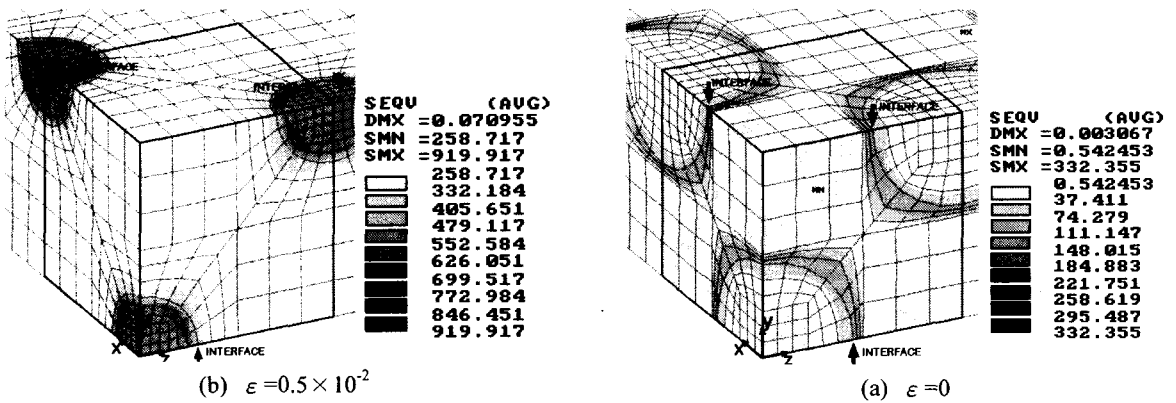 INTERFACE
SEQV (AVG)
DMX =0.070955
SMN =258.717
SMX =919.917
258.717
332.184
405.651
479.117
552.584
626.051
699.517
772.984
846.451
919.917
X
Z
INTERFACE
(b) ε =0.5 × 10⁻²
MX
INTERFACE
INTERFACE
SEQV (AVG)
DMX =0.003067
SMN =0.542453
SMX =332.355
0.542453
37.411
74.279
111.147
148.015
184.883
221.751
258.619
295.487
332.355
MN
Y
X
Z
INTERFACE
(a) ε =0